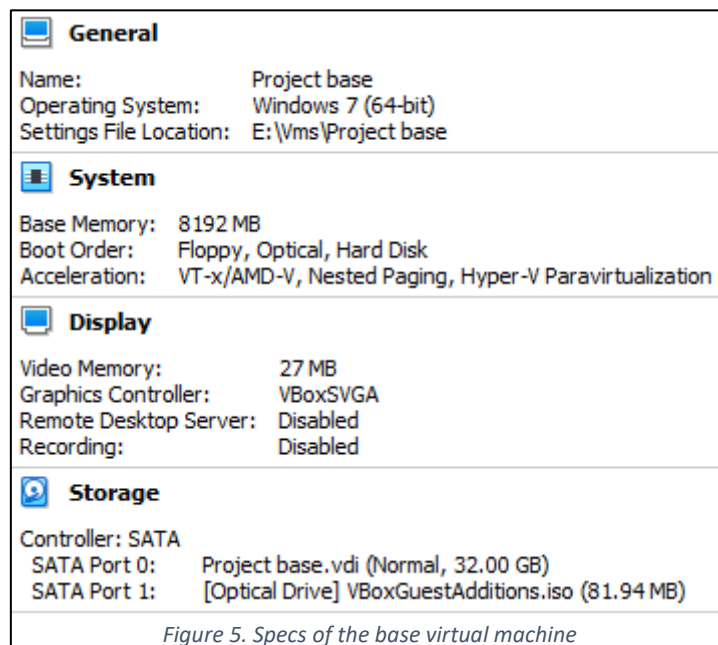 General
Name: Project base
Operating System: Windows 7 (64-bit)
Settings File Location: E:\Vms\Project base
System
Base Memory: 8192 MB
Boot Order: Floppy, Optical, Hard Disk
Acceleration: VT-x/AMD-V, Nested Paging, Hyper-V Paravirtualization
Display
Video Memory: 27 MB
Graphics Controller: VBoxSVGA
Remote Desktop Server: Disabled
Recording: Disabled
Storage
Controller: SATA
SATA Port 0: Project base.vdi (Normal, 32.00 GB)
SATA Port 1: [Optical Drive] VBoxGuestAdditions.iso (81.94 MB)
Figure 5. Specs of the base virtual machine